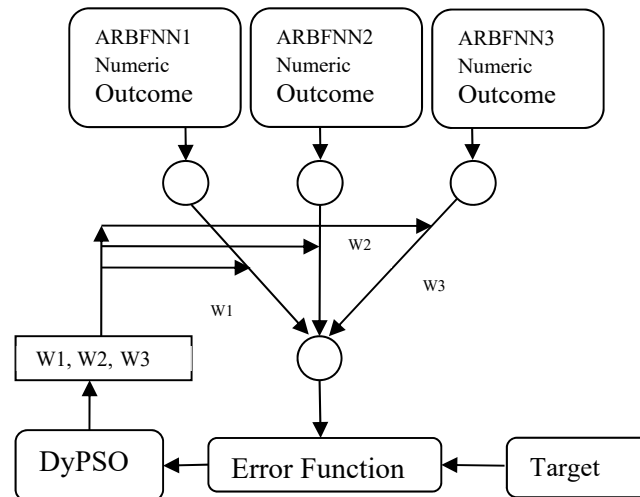 ARBFNN1
Numeric
Outcome
ARBFNN2
Numeric
Outcome
ARBFNN3
Numeric
Outcome
W2
W3
W1
W1, W2, W3
DyPSO
Error Function
Target